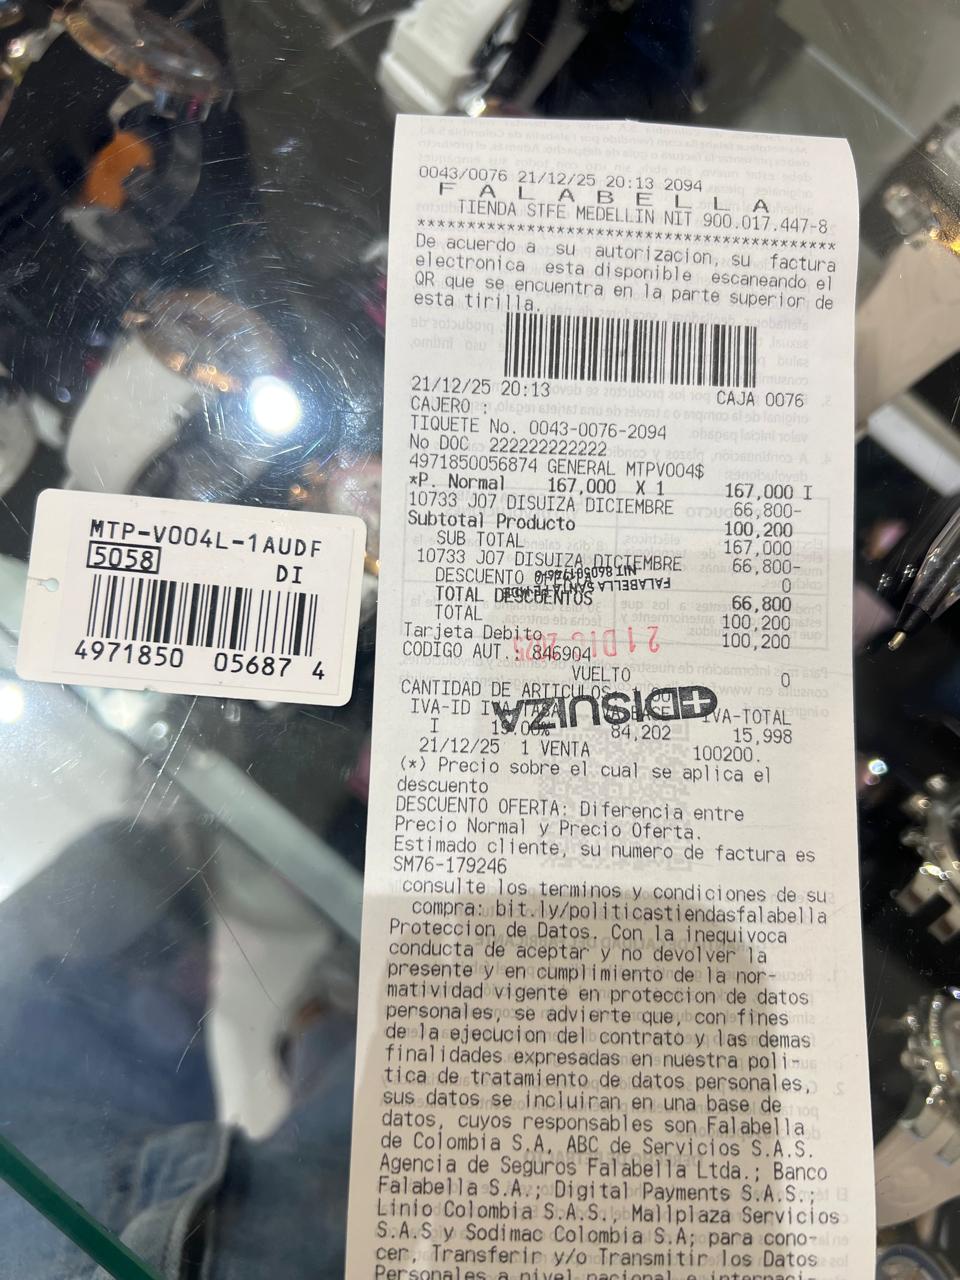 MTP-V004L-1AUDF
5058
DI
4971850 05687 4
0043/0076 21/12/25 20:13 2094
FALABELLA
TIENDA STFE MEDELLIN NIT 900.017.447-8
****************************************
De acuerdo a su autorizacion, su factura
electronica esta disponible escaneando el
QR que se encuentra en la parte superior de
esta tirilla.
21/12/25 20:13 CAJA 0076
CAJERO :
TIQUETE No. 0043-0076-2094
No DOC 222222222222
4971850056874 GENERAL MTPV004$
*P. Normal 167,000 X 1 167,000 I
10733 J07 DISUIZA DICIEMBRE 66,800-
Subtotal Producto 100,200
SUB TOTAL 167,000
10733 J07 DISUIZA DICIEMBRE 66,800-
DESCUENTO 0
TOTAL DESCUENTOS 66,800
TOTAL 100,200
Tarjeta Debito 100,200
CODIGO AUT.: 846904
VUELTO 0
CANTIDAD DE ARTICULOS
IVA-ID IVA-TOTAL
I 19.00% 84,202 15,998
21/12/25 1 VENTA 100200.
(*) Precio sobre el cual se aplica el
descuento
DESCUENTO OFERTA: Diferencia entre
Precio Normal y Precio Oferta.
Estimado cliente, su numero de factura es
SM76-179246
consulte los terminos y condiciones de su
compra: bit.ly/politicastiendasfalabella
Proteccion de Datos. Con la inequivoca
conducta de aceptar y no devolver la
presente y en cumplimiento de la nor-
matividad vigente en proteccion de datos
personales, se advierte que, con fines
de la ejecucion del contrato y las demas
finalidades expresadas en nuestra poli-
tica de tratamiento de datos personales,
sus datos se incluiran en una base de
datos, cuyos responsables son Falabella
de Colombia S.A, ABC de Servicios S.A.S.
Agencia de Seguros Falabella Ltda.; Banco
Falabella S.A.; Digital Payments S.A.S.;
Linio Colombia S.A.S., Mallplaza Servicios
S.A.S y Sodimac Colombia S.A; para cono-
cer, Transferir y/o Transmitir los Datos
Personales a nivel nacional e internaci-
FALABELLA
21 DIC 2025
DISUIZA